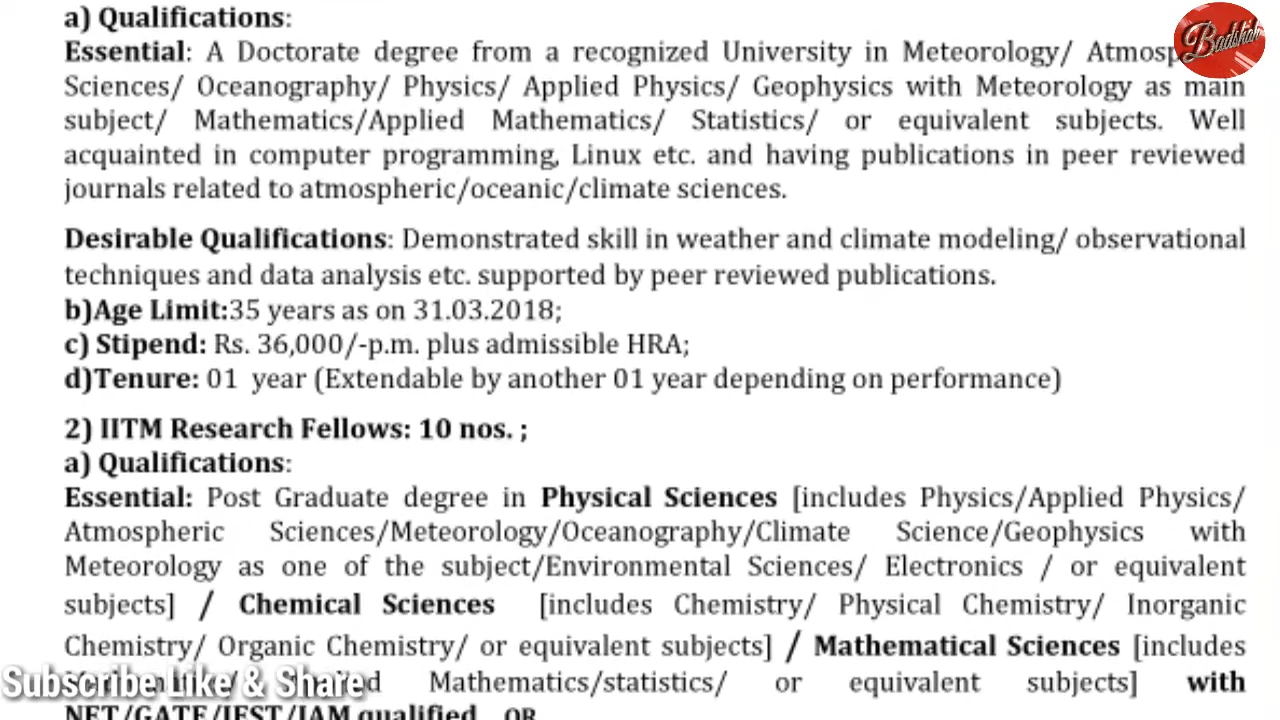 a) Qualifications:
Badshah
Essential: A Doctorate degree from a recognized University in Meteorology/
Sciences/ Oceanography/ Physics/ Applied Physics/ Geophysics with Meteorology as main
subject/ Mathematics/Applied Mathematics/ Statistics/ or equivalent subjects. Well
acquainted in computer programming, Linux etc. and having publications in peer reviewed
journals related to atmospheric/oceanic/climate sciences.
Desirable Qualifications: Demonstrated skill in weather and climate modeling/ observational
techniques and data analysis etc. supported by peer reviewed publications.
b)Age Limit:35 years as on 31.03.2018;
c) Stipend: Rs. 36,000/-p.m. plus admissible HRA;
d)Tenure: 01 year (Extendable by another 01 year depending on performance)
2) IITM Research Fellows: 10 nos. ;
a) Qualifications:
Essential: Post Graduate degree in Physical Sciences [includes Physics/Applied Physics/
Atmospheric Sciences/Meteorology/Oceanography/Climate Science/Geophysics with
Meteorology as one of the subject/Environmental Sciences/ Electronics / or equivalent
subjects] / Chemical Sciences [includes Chemistry/ Physical Chemistry/ Inorganic
Chemistry/ Organic Chemistry/ or equivalent subjects] / Mathematical Sciences [includes
Mathematics/statistics/ or equivalent subjects] with
Subscribe Like & Share
NET/GATE/JEST/JAM qualified OR